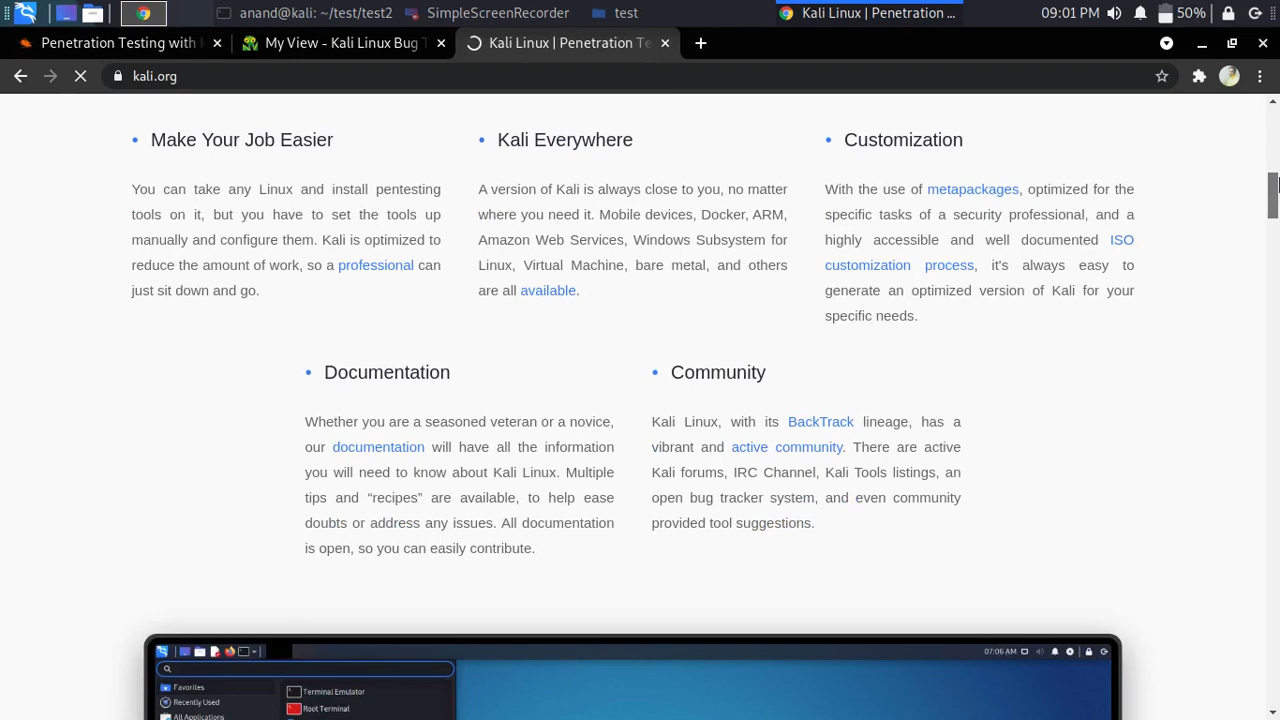 anand@kali: ~/test/test2
SimpleScreenRecorder
test
Kali Linux | Penetration ...
09:01 PM
50%
Penetration Testing with K
My View - Kali Linux Bug T
Kali Linux | Penetration Te
kali.org
• Make Your Job Easier
You can take any Linux and install pentesting
tools on it, but you have to set the tools up
manually and configure them. Kali is optimized to
reduce the amount of work, so a professional can
just sit down and go.
• Kali Everywhere
A version of Kali is always close to you, no matter
where you need it. Mobile devices, Docker, ARM,
Amazon Web Services, Windows Subsystem for
Linux, Virtual Machine, bare metal, and others
are all available.
• Customization
With the use of metapackages, optimized for the
specific tasks of a security professional, and a
highly accessible and well documented ISO
customization process, it's always easy to
generate an optimized version of Kali for your
specific needs.
• Documentation
Whether you are a seasoned veteran or a novice,
our documentation will have all the information
you will need to know about Kali Linux. Multiple
tips and “recipes” are available, to help ease
doubts or address any issues. All documentation
is open, so you can easily contribute.
• Community
Kali Linux, with its BackTrack lineage, has a
vibrant and active community. There are active
Kali forums, IRC Channel, Kali Tools listings, an
open bug tracker system, and even community
provided tool suggestions.
07:06 AM
Favorites
Recently Used
All Applications
Terminal Emulator
Root Terminal